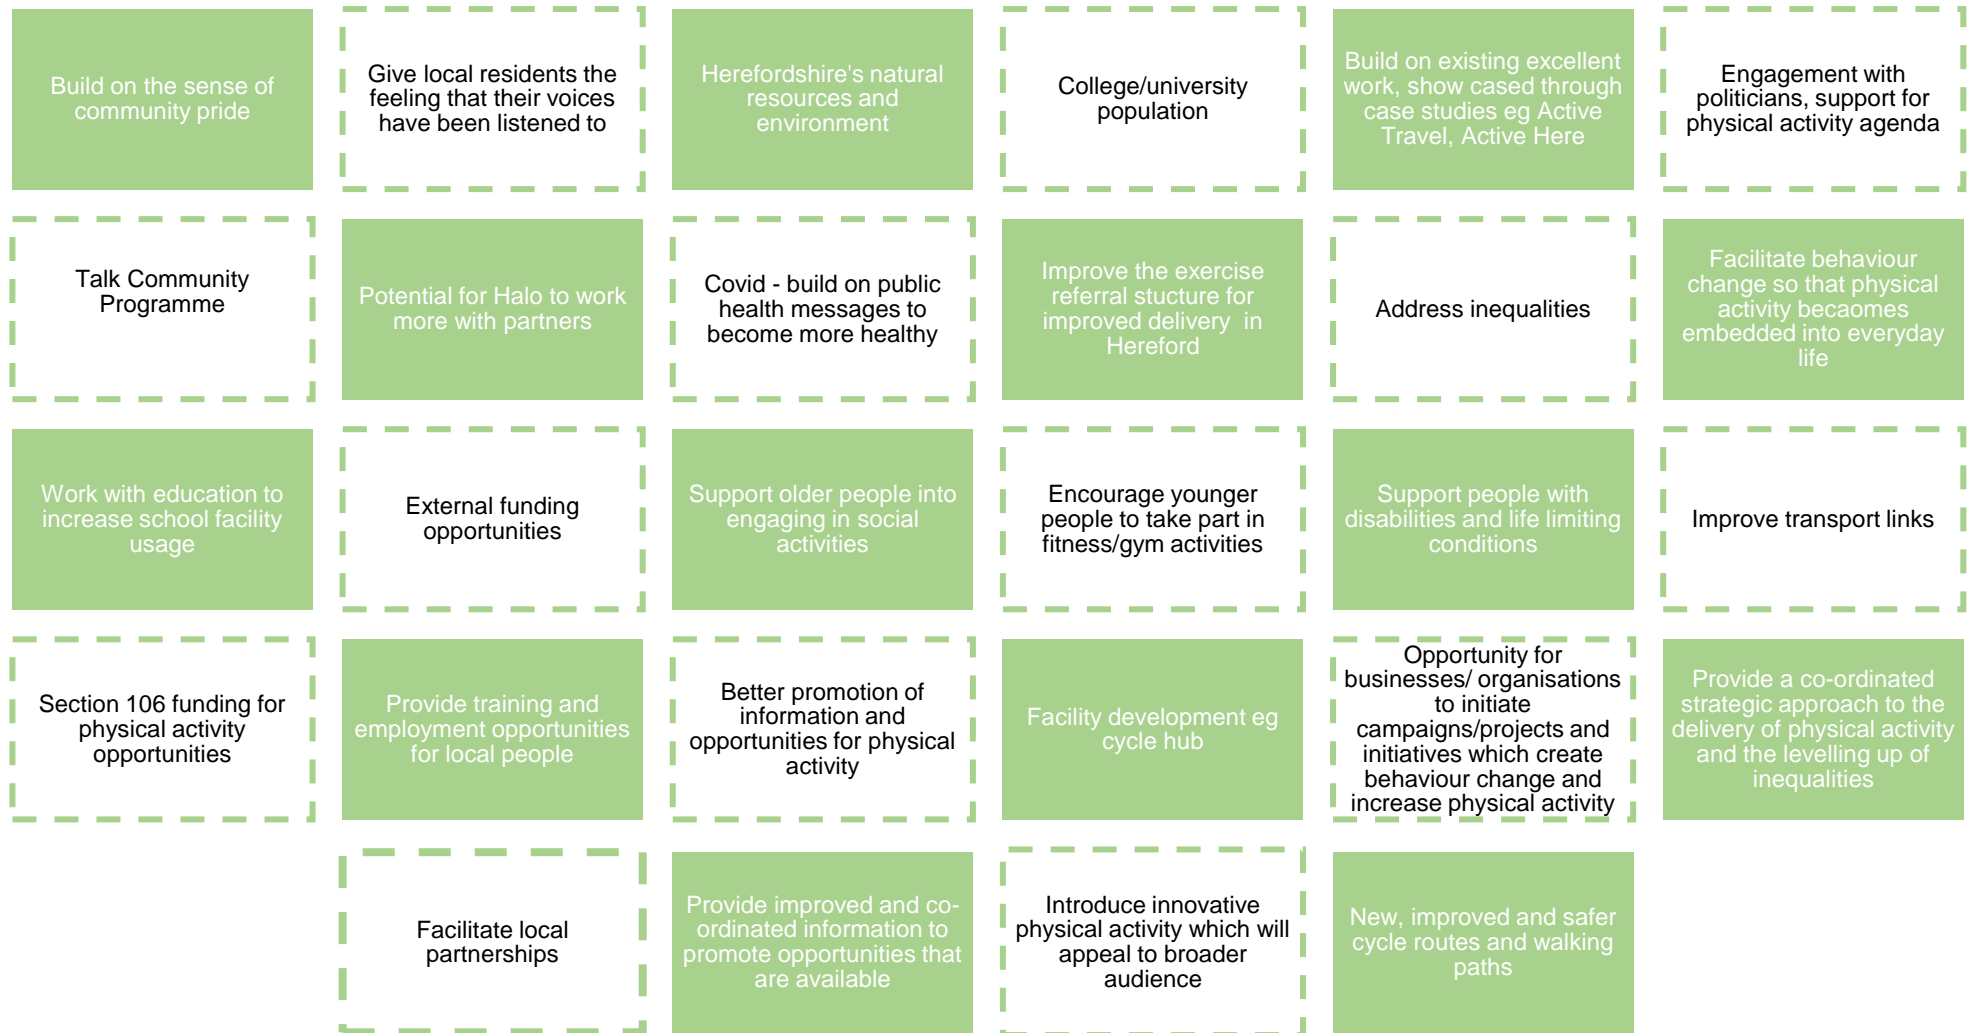 Build on the sense of
community pride
Give local residents the
feeling that their voices
have been listened to
Herefordshire's natural
resources and
environment
College/university
population
Build on existing excellent
work, show cased through
case studies eg Active
Travel, Active Here
Engagement with
politicians, support for
physical activity agenda
Talk Community
Programme
Potential for Halo to work
more with partners
Covid - build on public
health messages to
become more healthy
Improve the exercise
referral stucture for
improved delivery in
Hereford
Address inequalities
Facilitate behaviour
change so that physical
activity becaomes
embedded into everyday
life
Work with education to
increase school facility
usage
External funding
opportunities
Support older people into
engaging in social
activities
Encourage younger
people to take part in
fitness/gym activities
Support people with
disabilities and life limiting
conditions
Improve transport links
Section 106 funding for
physical activity
opportunities
Provide training and
employment opportunities
for local people
Better promotion of
information and
opportunities for physical
activity
Facility development eg
cycle hub
Opportunity for
businesses/ organisations
to initiate
campaigns/projects and
initiatives which create
behaviour change and
increase physical activity
Provide a co-ordinated
strategic approach to the
delivery of physical activity
and the levelling up of
inequalities
Facilitate local
partnerships
Provide improved and co-
ordinated information to
promote opportunities that
are available
Introduce innovative
physical activity which will
appeal to broader
audience
New, improved and safer
cycle routes and walking
paths